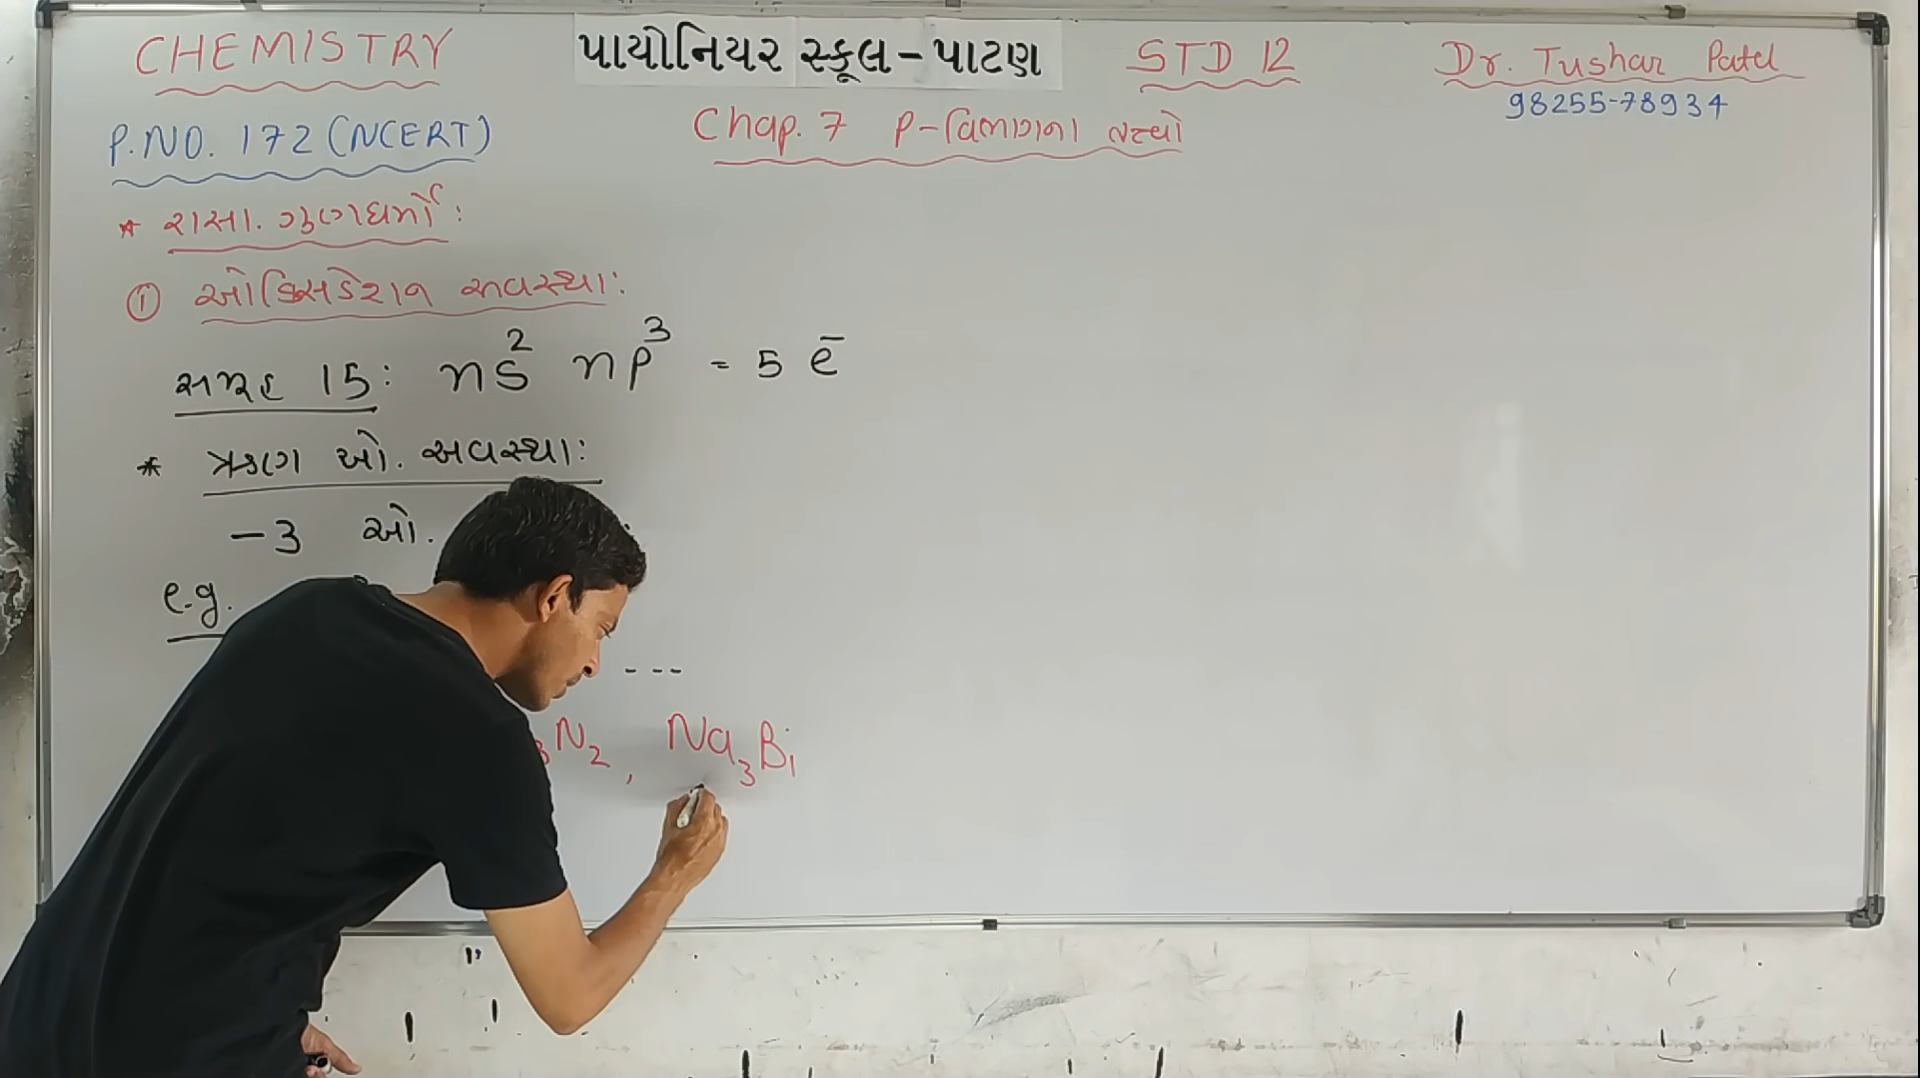 CHEMISTRY પાયોનિયર સ્કૂલ - પાટણ STD 12 Dr. Tushar Patel
98255-78934
P.NO. 172 (NCERT) Chap. 7 P-વિભાગના તત્વો
* રાસા. ગુણધર્મો:
① ઓક્સિડેશન અવસ્થા:
સમૂહ 15: ns² np³ = 5 e⁻
* ઋણ ઓ. અવસ્થા:
-3 ઓ.
e.g.
---
₃N₂, Na₃Bi